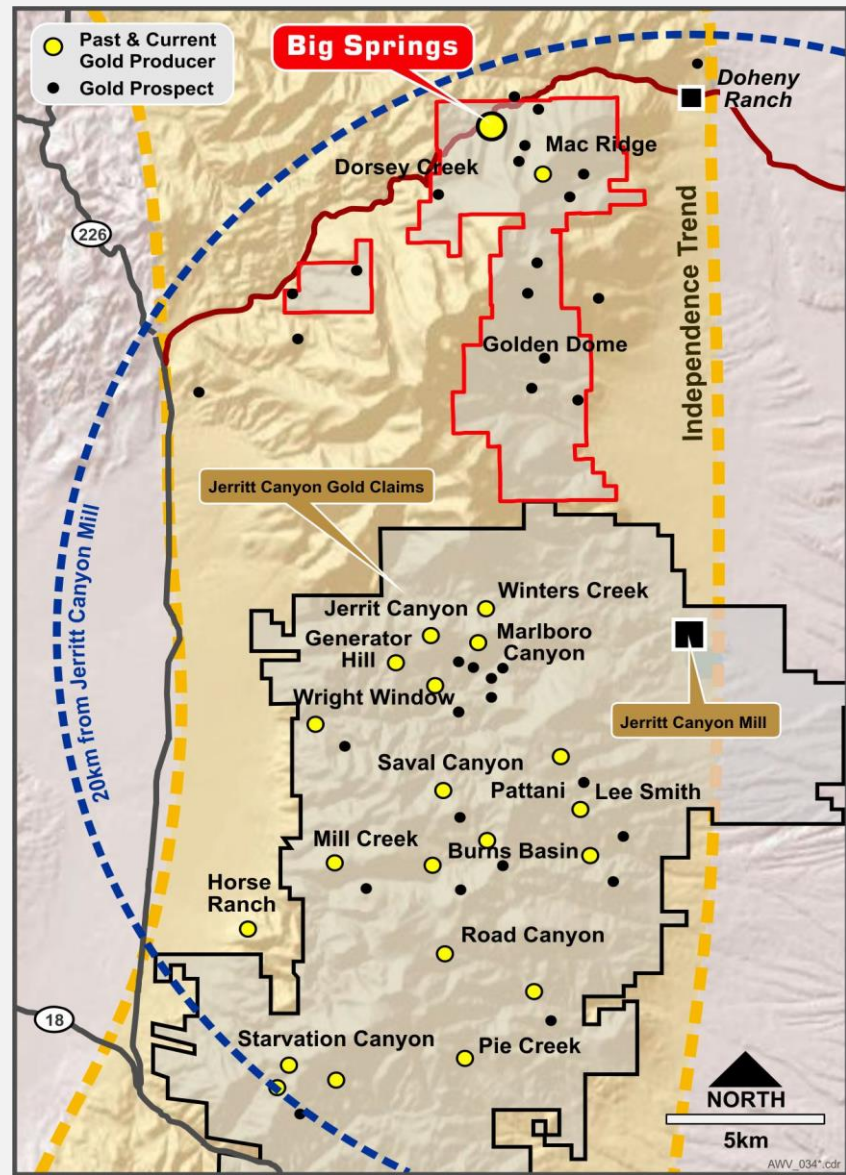 Past & Current
Gold Producer
Gold Prospect
Big Springs
Doheny
Ranch
Mac Ridge
Dorsey Creek
226
Independence Trend
Golden Dome
Jerritt Canyon Gold Claims
20km from Jerritt Canyon Mill
Winters Creek
Jerrit Canyon
Generator
Hill
Marlboro
Canyon
Wright Window
Jerritt Canyon Mill
Saval Canyon
Pattani
Lee Smith
Mill Creek
Burns Basin
Horse
Ranch
Road Canyon
18
Starvation Canyon
Pie Creek
NORTH
5km
AWV_034*.cdr